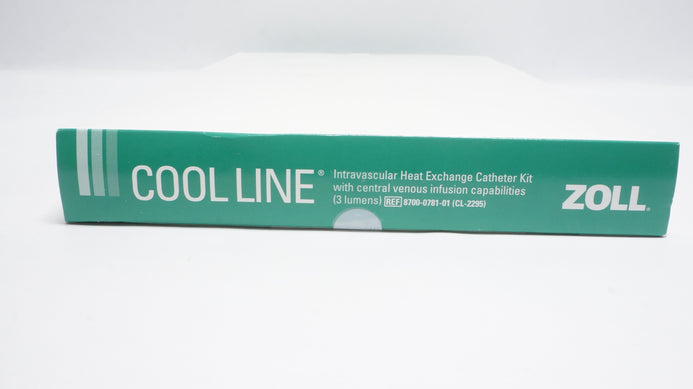 COOL LINE®
Intravascular Heat Exchange Catheter Kit
with central venous infusion capabilities
(3 lumens) REF 8700-0781-01 (CL-2295)
ZOLL®